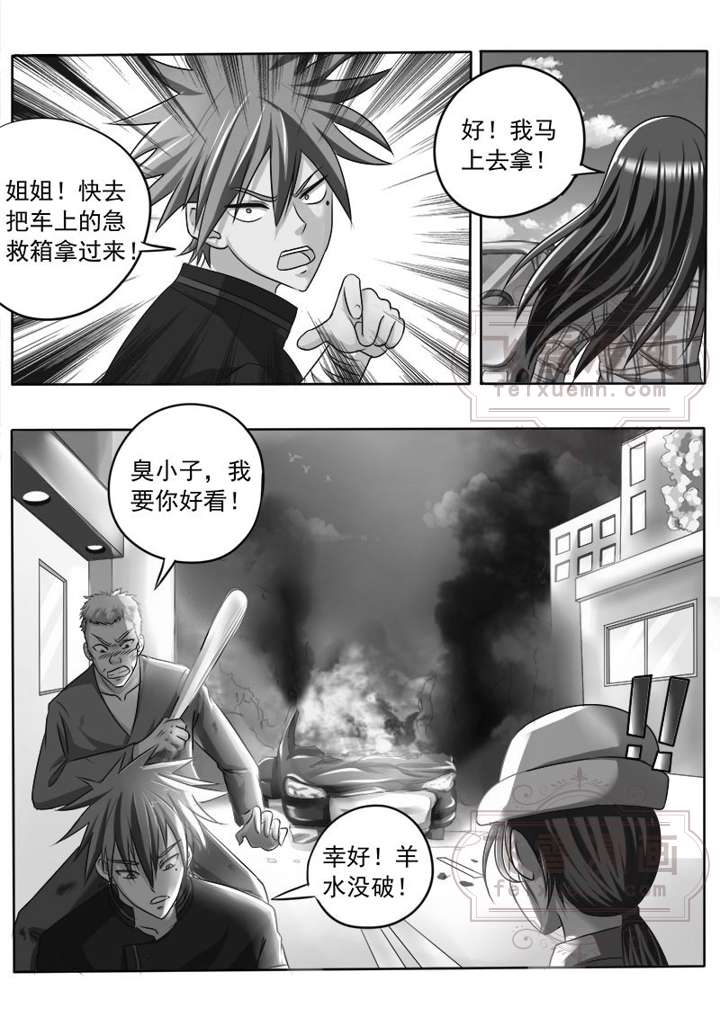 姐姐！快去
把车上的急
救箱拿过来！
好！我马
上去拿！
feixuemh.com
臭小子，我
要你好看！
!!
幸好！羊
水没破！